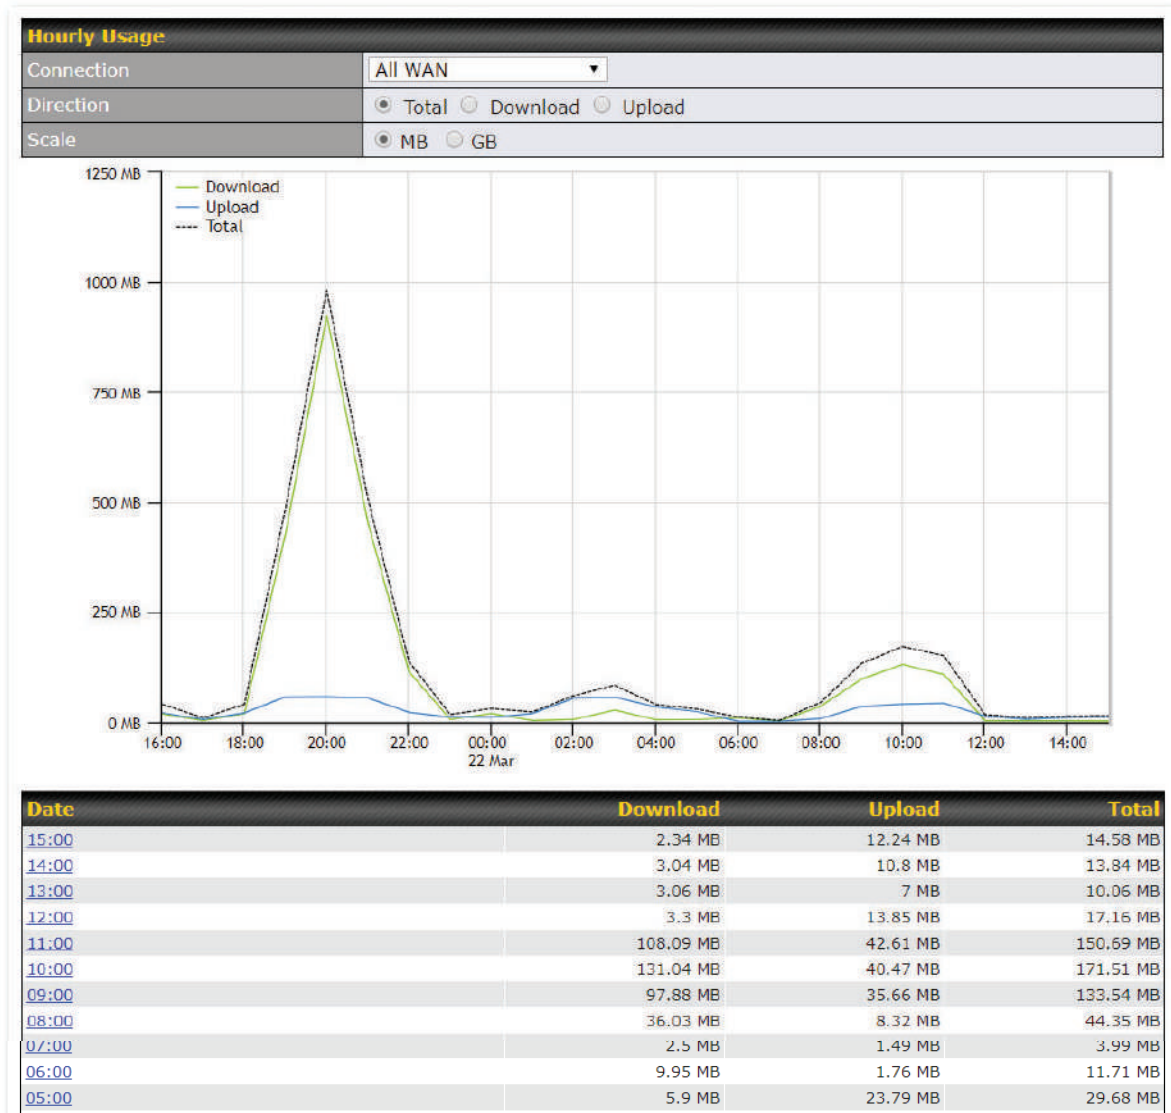 Hourly Usage
Connection All WAN
Direction Total Download Upload
Scale MB GB
1250 MB
Download
Upload
Total
1000 MB
750 MB
500 MB
250 MB
0 MB
16:00 18:00 20:00 22:00 00:00 02:00 04:00 06:00 08:00 10:00 12:00 14:00
22 Mar
Date Download Upload Total
15:00 2.34 MB 12.24 MB 14.58 MB
14:00 3.04 MB 10.8 MB 13.84 MB
13:00 3.06 MB 7 MB 10.06 MB
12:00 3.3 MB 13.85 MB 17.16 MB
11:00 108.09 MB 42.61 MB 150.69 MB
10:00 131.04 MB 40.47 MB 171.51 MB
09:00 97.88 MB 35.66 MB 133.54 MB
08:00 36.03 MB 8.32 MB 44.35 MB
07:00 2.5 MB 1.49 MB 3.99 MB
06:00 9.95 MB 1.76 MB 11.71 MB
05:00 5.9 MB 23.79 MB 29.68 MB